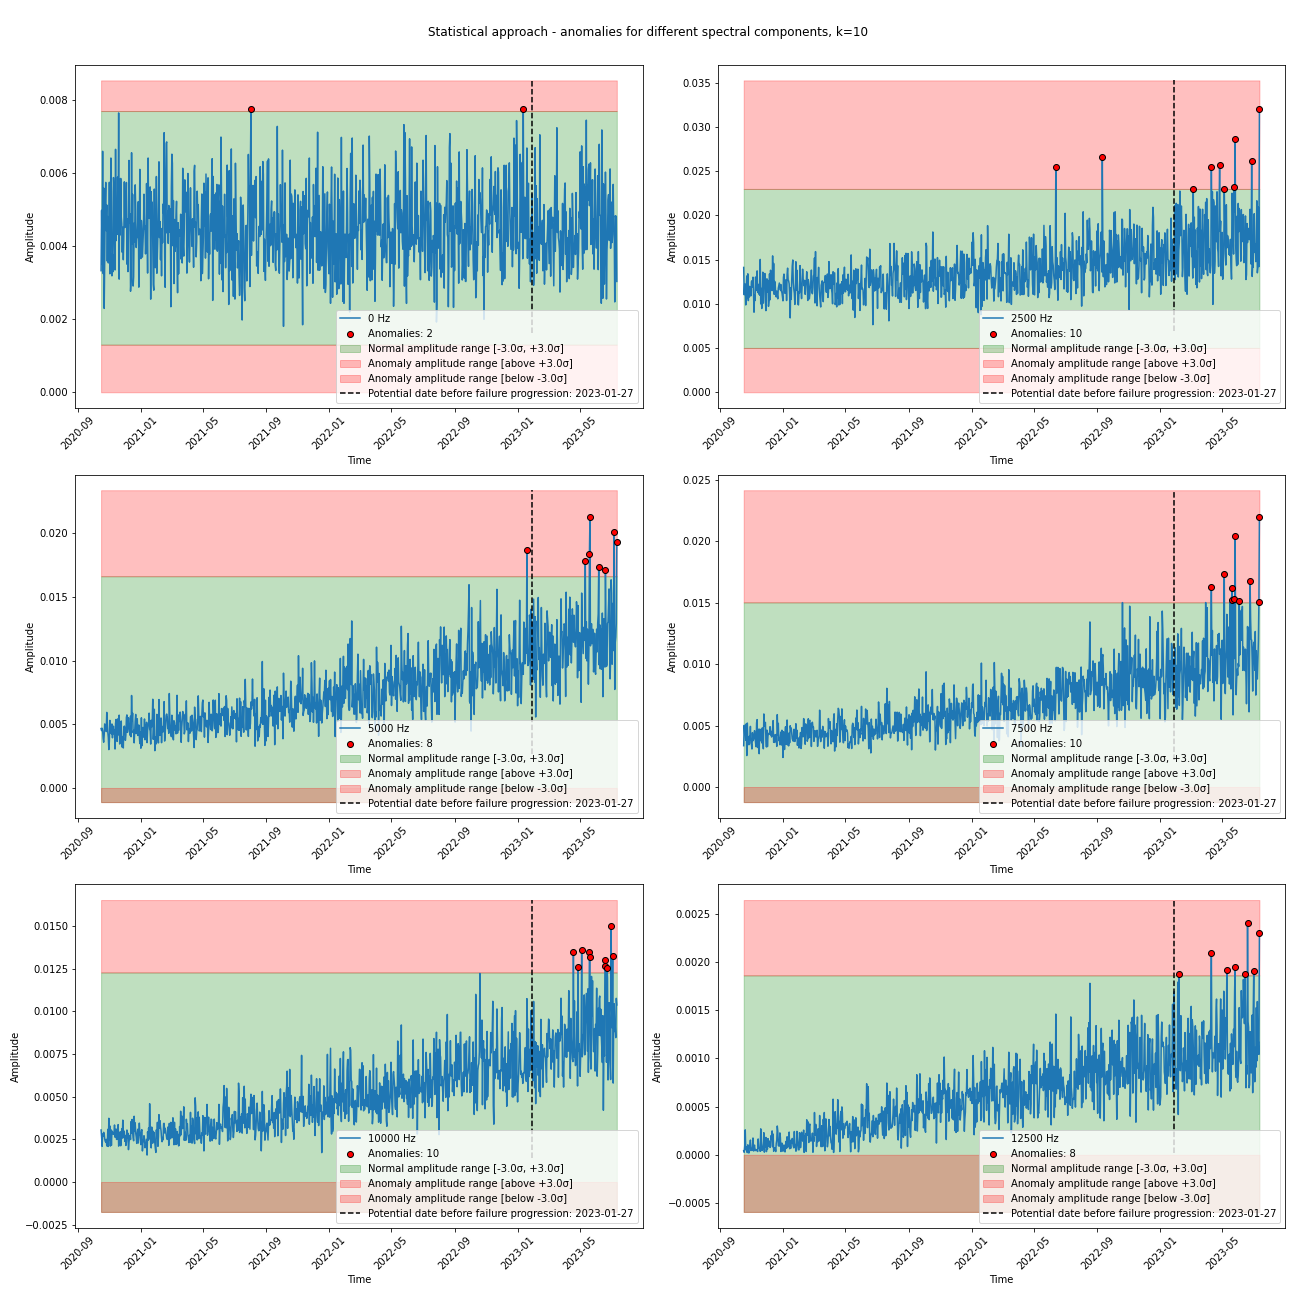 Statistical approach - anomalies for different spectral components, k=10
0.008
0.006
0.004
0.002
0.000
Amplitude
0 Hz
Anomalies: 2
Normal amplitude range [-3.0σ, +3.0σ]
Anomaly amplitude range [above +3.0σ]
Anomaly amplitude range [below -3.0σ]
Potential date before failure progression: 2023-01-27
2020-09
2021-01
2021-05
2021-09
2022-01
2022-05
2022-09
2023-01
2023-05
Time
0.035
0.030
0.025
0.020
0.015
0.010
0.005
0.000
Amplitude
2500 Hz
Anomalies: 10
Normal amplitude range [-3.0σ, +3.0σ]
Anomaly amplitude range [above +3.0σ]
Anomaly amplitude range [below -3.0σ]
Potential date before failure progression: 2023-01-27
2020-09
2021-01
2021-05
2021-09
2022-01
2022-05
2022-09
2023-01
2023-05
Time
0.020
0.015
0.010
0.005
0.000
Amplitude
5000 Hz
Anomalies: 8
Normal amplitude range [-3.0σ, +3.0σ]
Anomaly amplitude range [above +3.0σ]
Anomaly amplitude range [below -3.0σ]
Potential date before failure progression: 2023-01-27
2020-09
2021-01
2021-05
2021-09
2022-01
2022-05
2022-09
2023-01
2023-05
Time
0.025
0.020
0.015
0.010
0.005
0.000
Amplitude
7500 Hz
Anomalies: 10
Normal amplitude range [-3.0σ, +3.0σ]
Anomaly amplitude range [above +3.0σ]
Anomaly amplitude range [below -3.0σ]
Potential date before failure progression: 2023-01-27
2020-09
2021-01
2021-05
2021-09
2022-01
2022-05
2022-09
2023-01
2023-05
Time
0.0150
0.0125
0.0100
0.0075
0.0050
0.0025
0.0000
−0.0025
Amplitude
10000 Hz
Anomalies: 10
Normal amplitude range [-3.0σ, +3.0σ]
Anomaly amplitude range [above +3.0σ]
Anomaly amplitude range [below -3.0σ]
Potential date before failure progression: 2023-01-27
2020-09
2021-01
2021-05
2021-09
2022-01
2022-05
2022-09
2023-01
2023-05
Time
0.0025
0.0020
0.0015
0.0010
0.0005
0.0000
−0.0005
Amplitude
12500 Hz
Anomalies: 8
Normal amplitude range [-3.0σ, +3.0σ]
Anomaly amplitude range [above +3.0σ]
Anomaly amplitude range [below -3.0σ]
Potential date before failure progression: 2023-01-27
2020-09
2021-01
2021-05
2021-09
2022-01
2022-05
2022-09
2023-01
2023-05
Time